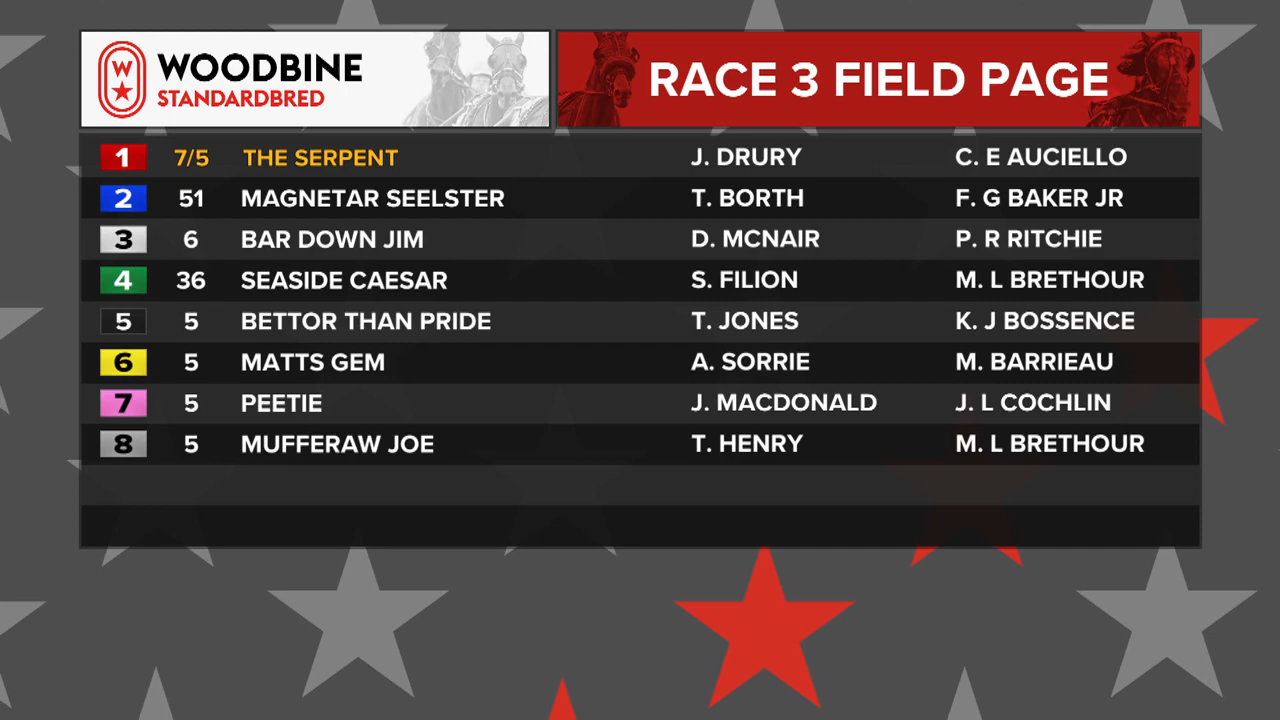 W
WOODBINE
STANDARDBRED
RACE 3 FIELD PAGE
1 7/5 THE SERPENT J. DRURY C. E AUCIELLO
2 51 MAGNETAR SEELSTER T. BORTH F. G BAKER JR
3 6 BAR DOWN JIM D. MCNAIR P. R RITCHIE
4 36 SEASIDE CAESAR S. FILION M. L BRETHOUR
5 5 BETTOR THAN PRIDE T. JONES K. J BOSSENCE
6 5 MATTS GEM A. SORRIE M. BARRIEAU
7 5 PEETIE J. MACDONALD J. L COCHLIN
8 5 MUFFERAW JOE T. HENRY M. L BRETHOUR